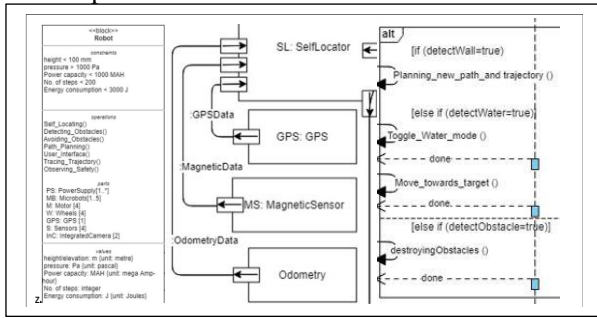 <<block>>
Robot
constraints
height < 100 mm
pressure > 1000 Pa
Power capacity < 1000 MAH
No. of steps < 200
Energy consumption < 3000 J
operations
Self_Locating()
Detecting_Obstacles()
Avoiding_Obstacles()
Path_Planning()
User_Interface()
Tracing_Trajectory()
Observing_Safety()
parts
PS: PowerSupply[1..*]
MB: Microbots[1..5]
M: Motor [4]
W: Wheels [4]
GPS: GPS [1]
S: Sensors [4]
InC: IntegratedCamera [2]
values
height/elevation: m {unit: metre}
pressure: Pa {unit: pascal}
Power capacity: MAH {unit: mega Amp-
hour}
No. of steps: integer
Energy consumption: J {unit: Joules}
z.
SL: SelfLocator
:GPSData
GPS: GPS
:MagneticData
MS: MagneticSensor
:OdometryData
Odometry
alt
[if (detectWall=true)
Planning_new_path_and trajectory ()
[else if (detectWater=true)
Toggle_Water_mode ()
done
Move_towards_target ()
done
[else if (detectObstacle=true)]
destroyingObstacles ()
done